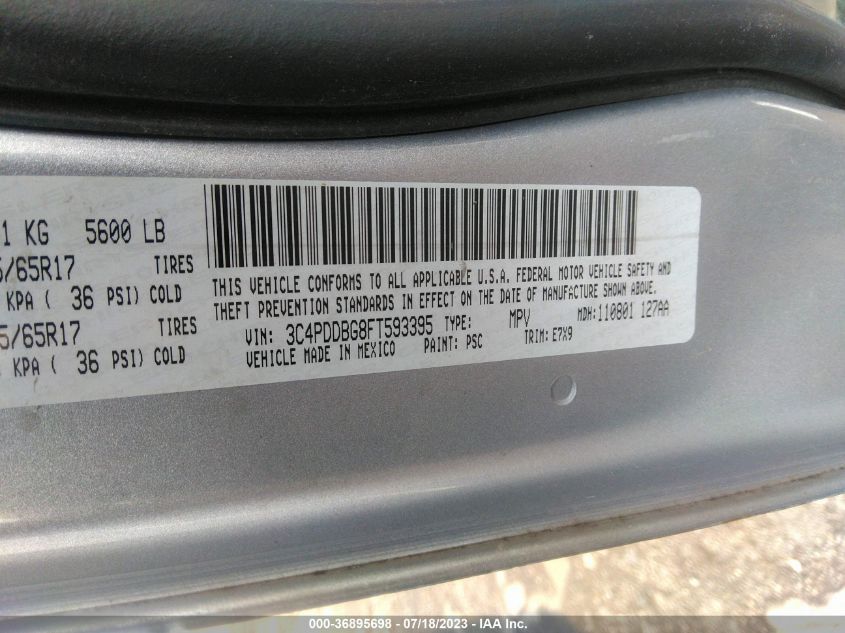 1 KG 5600 LB
5/65R17 TIRES
KPA ( 36 PSI) COLD
5/65R17 TIRES
KPA ( 36 PSI) COLD
THIS VEHICLE CONFORMS TO ALL APPLICABLE U.S.A. FEDERAL MOTOR VEHICLE SAFETY AND
THEFT PREVENTION STANDARDS IN EFFECT ON THE DATE OF MANUFACTURE SHOWN ABOVE.
VIN: 3C4PDDBG8FT593395 TYPE: MPV MDH:110801 127AA
VEHICLE MADE IN MEXICO PAINT: PSC TRIM: E7X9
000-36895698 - 07/18/2023 - IAA Inc.